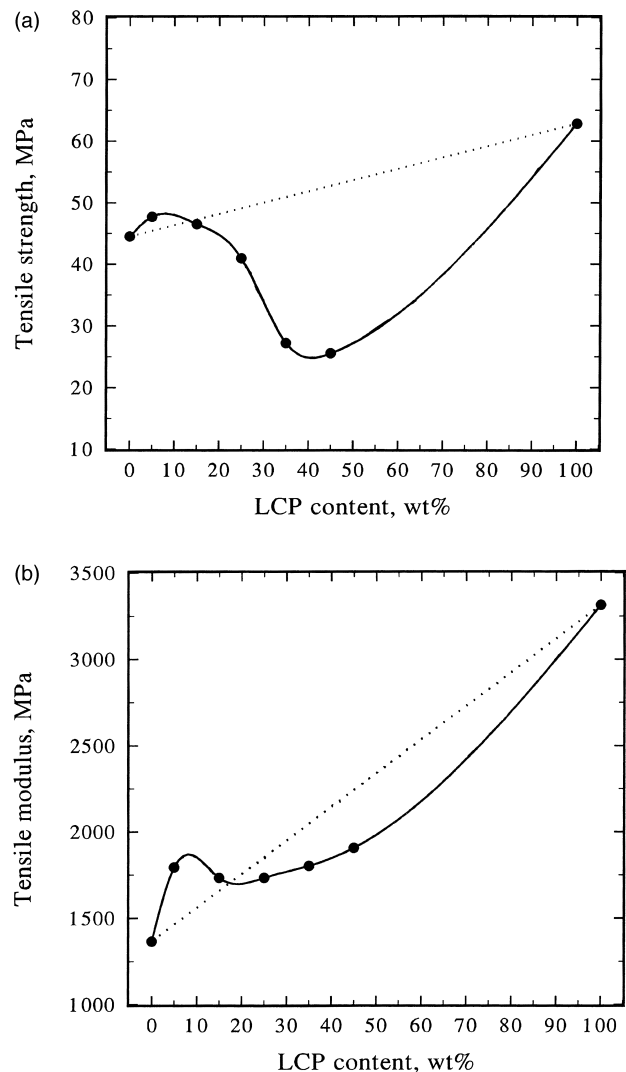 (a)
80
70
60
50
40
30
20
10
Tensile strength, MPa
0 10 20 30 40 50 60 70 80 90 100
LCP content, wt%
(b)
3500
3000
2500
2000
1500
1000
Tensile modulus, MPa
0 10 20 30 40 50 60 70 80 90 100
LCP content, wt%